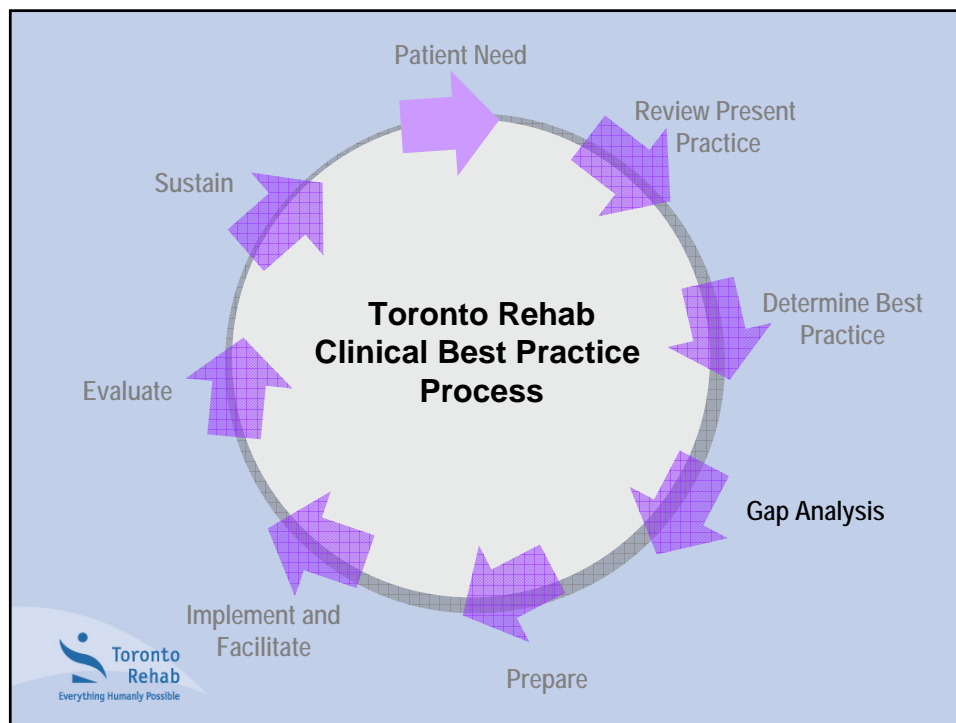 Patient Need
Review Present
Practice
Determine Best
Practice
Gap Analysis
Prepare
Implement and
Facilitate
Evaluate
Sustain
Toronto Rehab
Clinical Best Practice
Process
Toronto
Rehab
Everything Humanly Possible